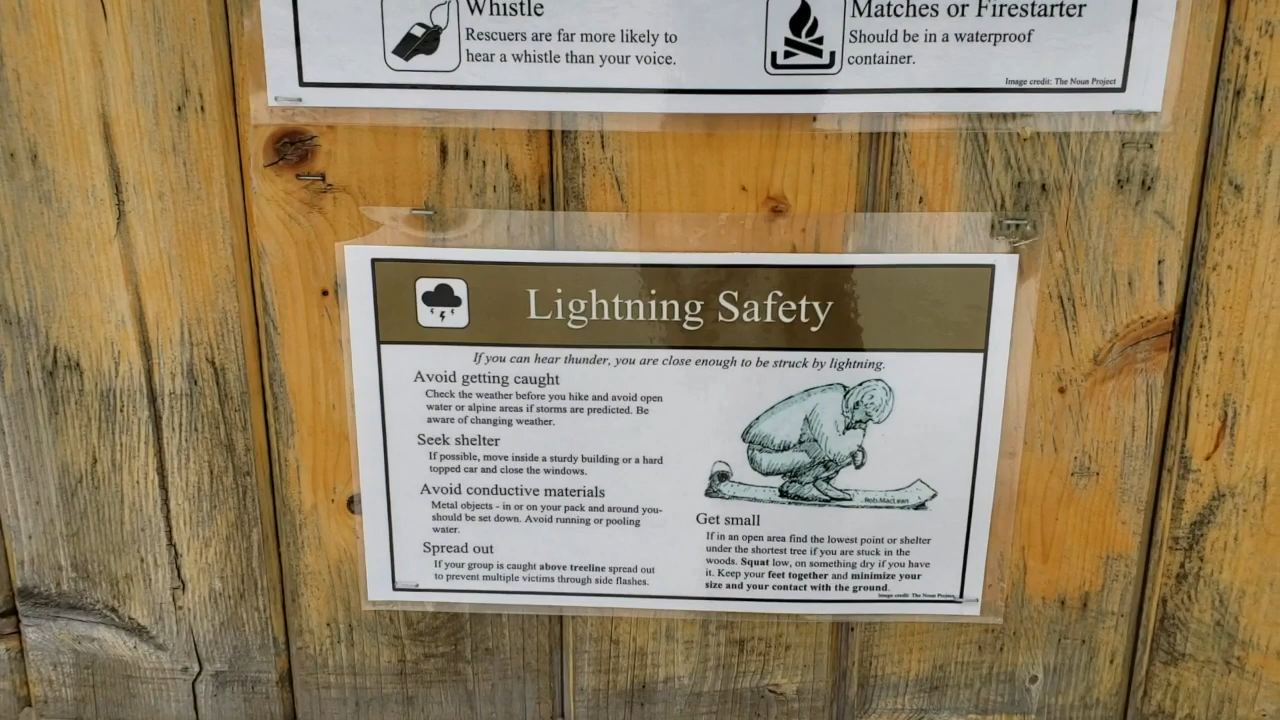 Whistle
Rescuers are far more likely to
hear a whistle than your voice.
Matches or Firestarter
Should be in a waterproof
container.
Image credit: The Noun Project
Lightning Safety
If you can hear thunder, you are close enough to be struck by lightning.
Avoid getting caught
Check the weather before you hike and avoid open
water or alpine areas if storms are predicted. Be
aware of changing weather.
Seek shelter
If possible, move inside a sturdy building or a hard
topped car and close the windows.
Avoid conductive materials
Metal objects - in or on your pack and around you-
should be set down. Avoid running or pooling
water.
Spread out
If your group is caught above treeline spread out
to prevent multiple victims through side flashes.
Rob MacLean
Get small
If in an open area find the lowest point or shelter
under the shortest tree if you are stuck in the
woods. Squat low, on something dry if you have
it. Keep your feet together and minimize your
size and your contact with the ground.
Image credit: The Noun Project